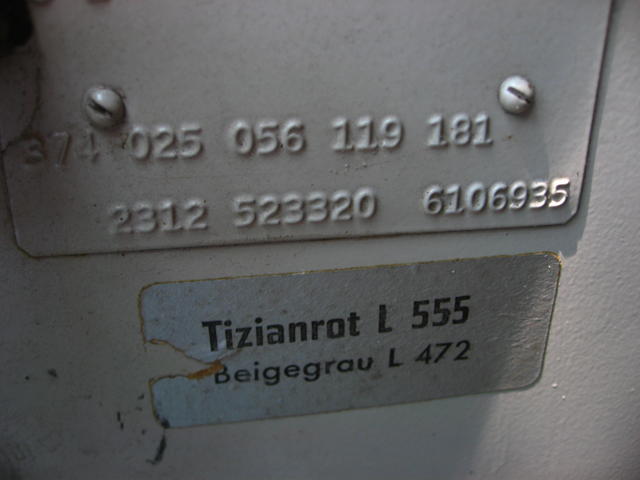 374 025 056 119 181
2312 523320 6106935
Tizianrot L 555
Beigegrau L 472